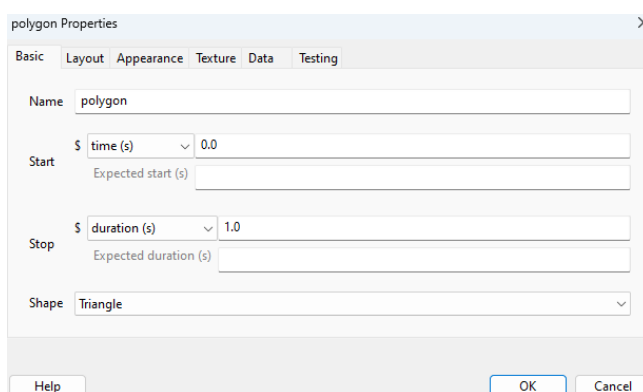 polygon Properties
Basic Layout Appearance Texture Data Testing
Name polygon
Start $ time (s) 0.0
Expected start (s)
Stop $ duration (s) 1.0
Expected duration (s)
Shape Triangle
Help OK Cancel